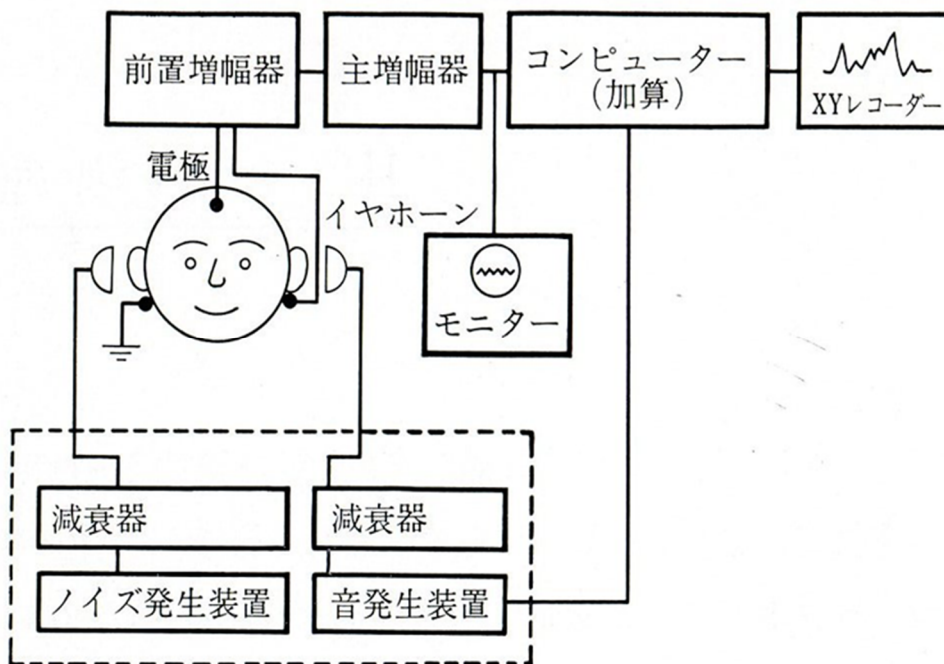 前置増幅器
主増幅器
コンピューター
(加算)
XYレコーダー
電極
イヤホーン
モニター
減衰器
減衰器
ノイズ発生装置
音発生装置